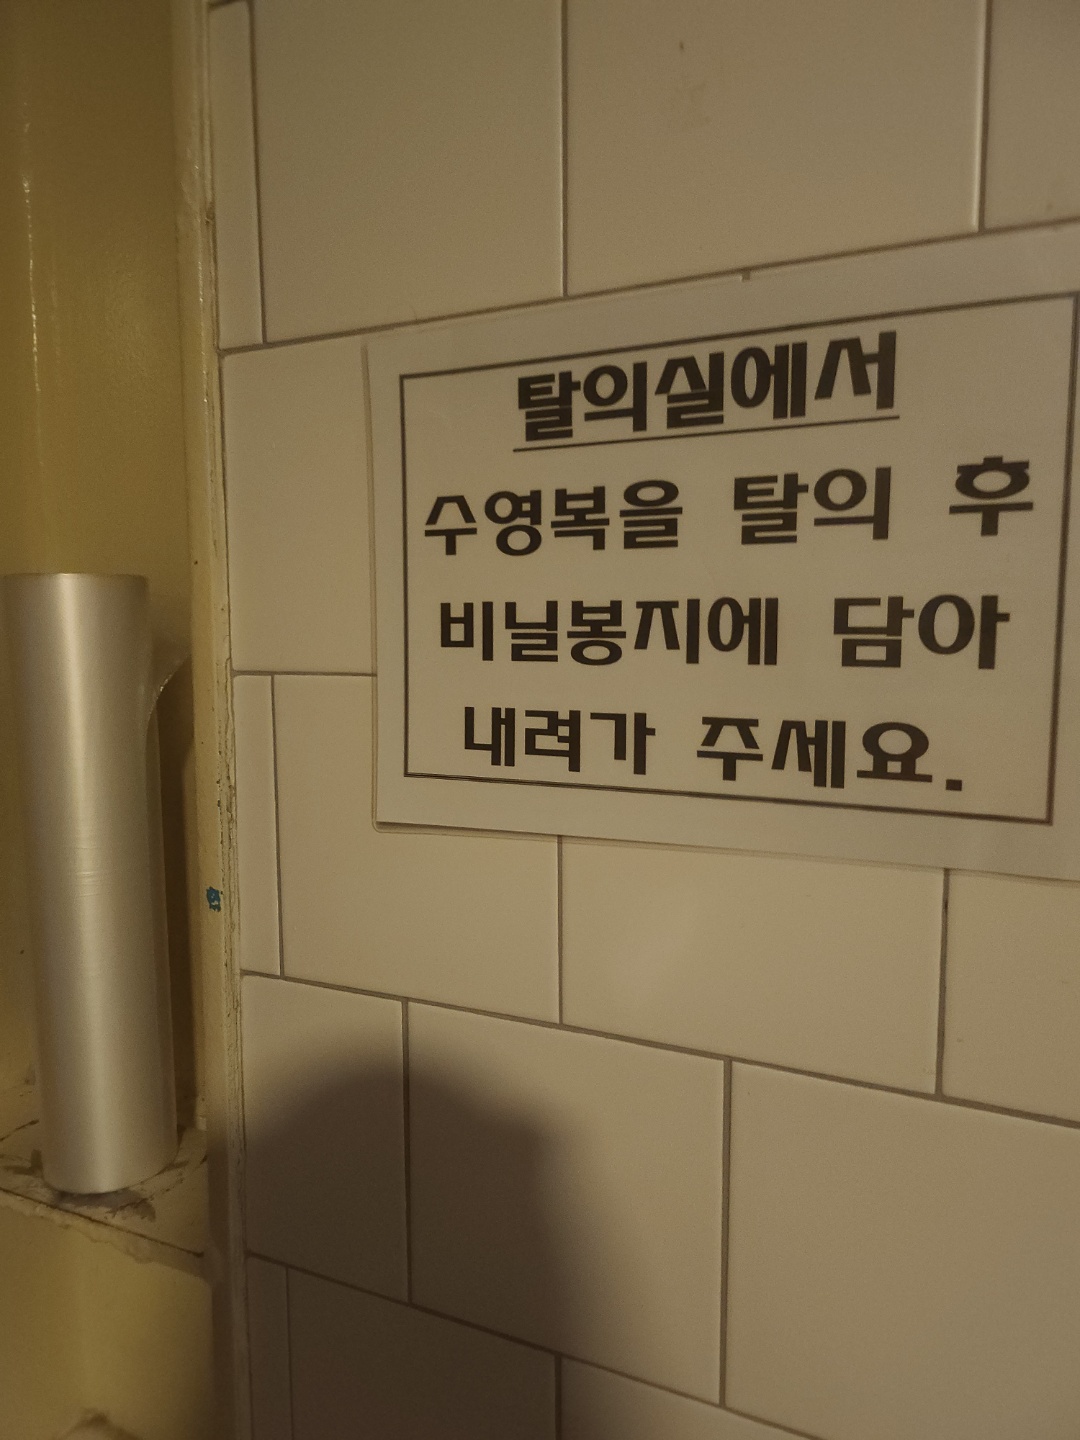 탈의실에서
수영복을 탈의 후
비닐봉지에 담아
내려가 주세요.